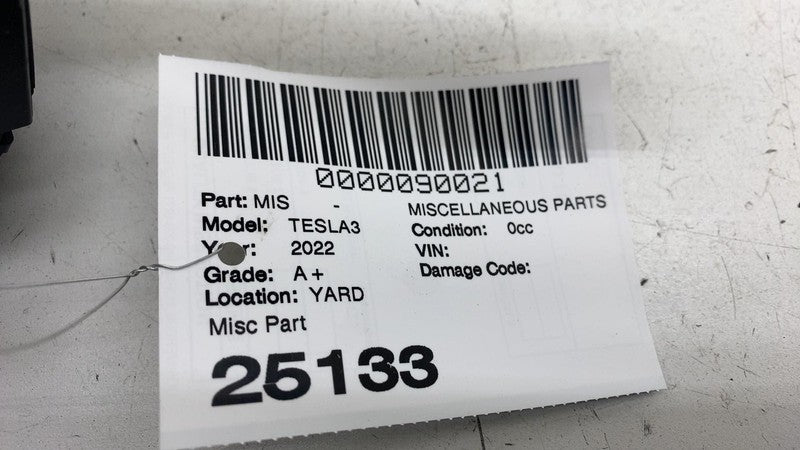 0000090021
Part: MIS - MISCELLANEOUS PARTS
Model: TESLA3 Condition: 0cc
Year: 2022 VIN:
Grade: A+ Damage Code:
Location: YARD
Misc Part
25133